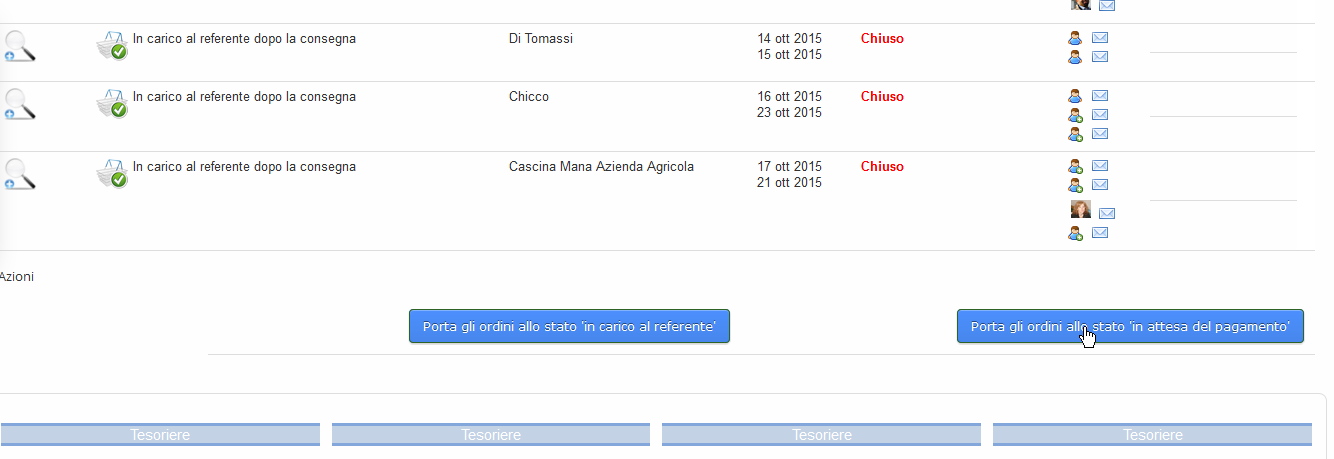 In carico al referente dopo la consegna Di Tomassi 14 ott 2015 Chiuso
15 ott 2015
In carico al referente dopo la consegna Chicco 16 ott 2015 Chiuso
23 ott 2015
In carico al referente dopo la consegna Cascina Mana Azienda Agricola 17 ott 2015 Chiuso
21 ott 2015
Azioni
Porta gli ordini allo stato 'in carico al referente' Porta gli ordini allo stato 'in attesa del pagamento'
Tesoriere Tesoriere Tesoriere Tesoriere